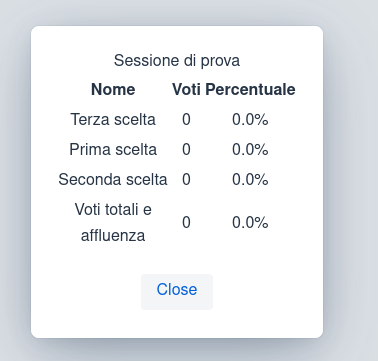 Sessione di prova
Nome Voti Percentuale
Terza scelta 0 0.0%
Prima scelta 0 0.0%
Seconda scelta 0 0.0%
Voti totali e
affluenza 0 0.0%
Close